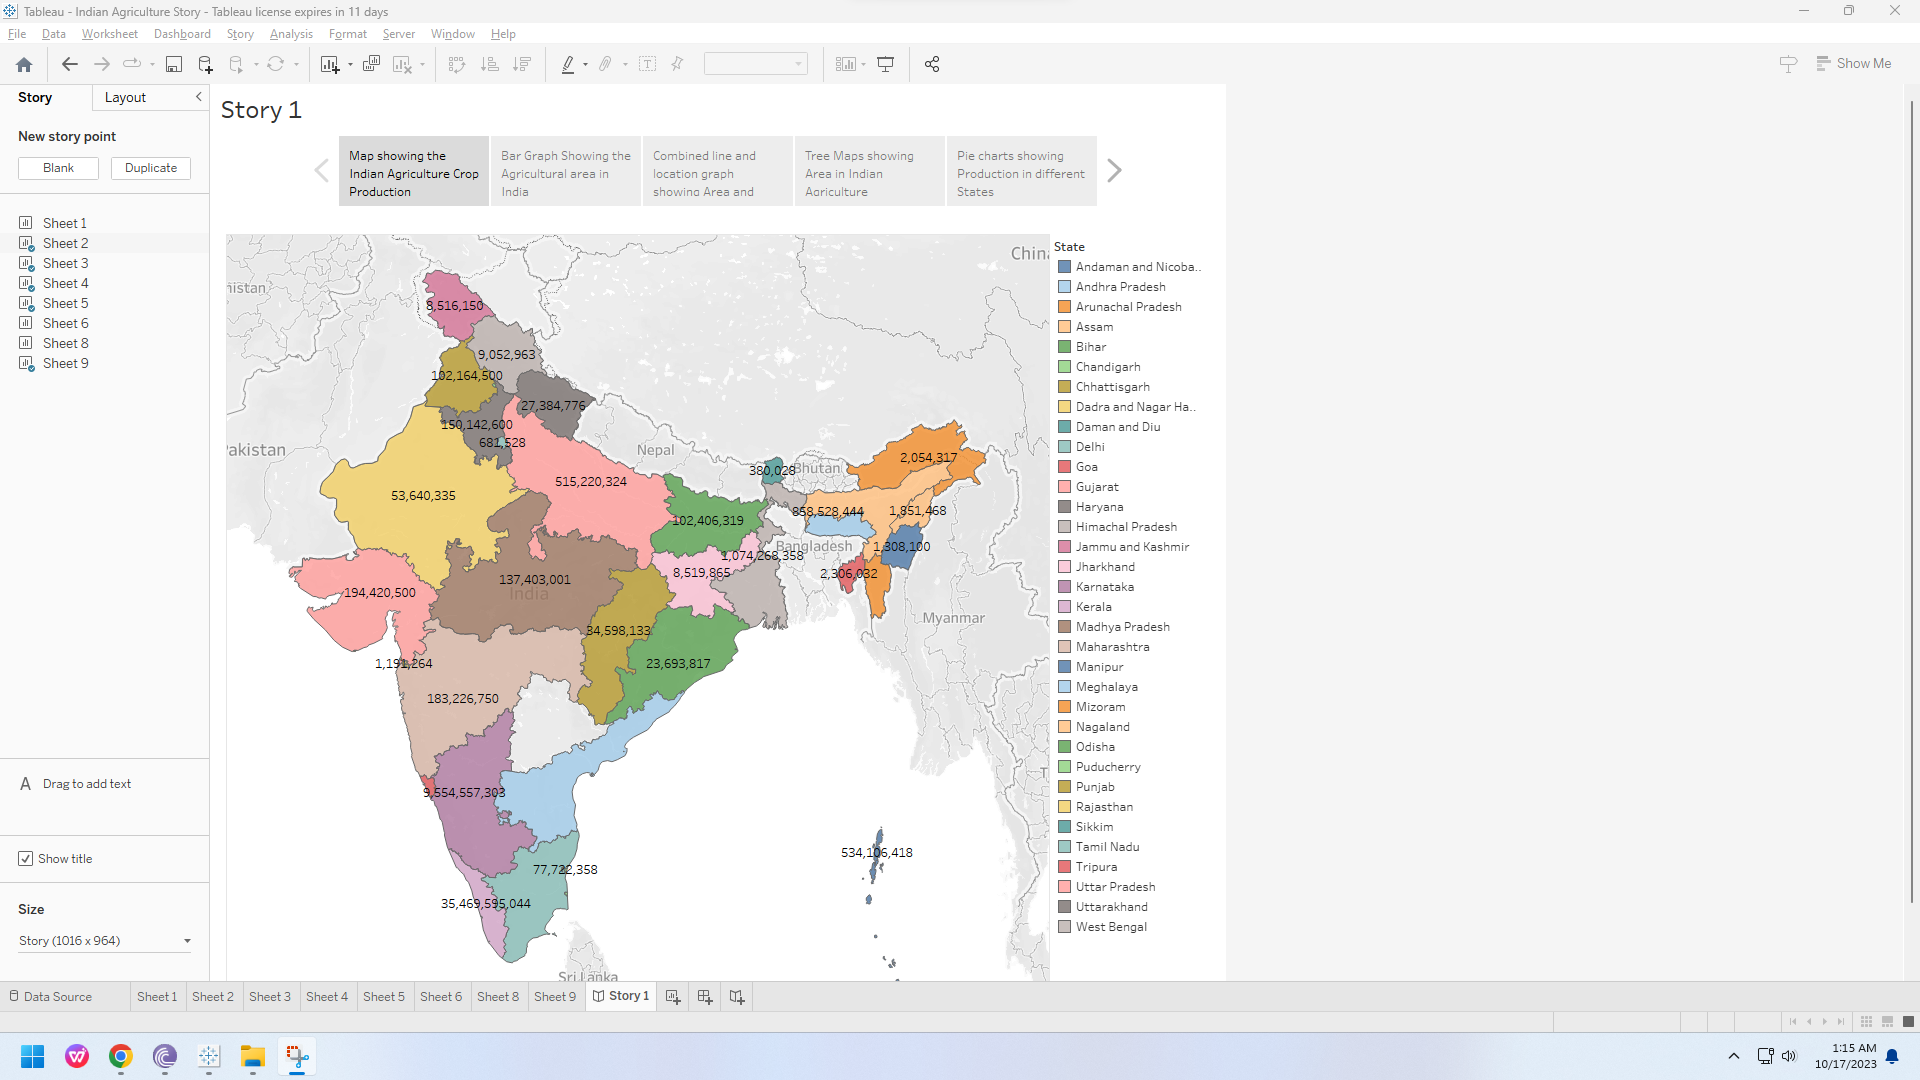 Tableau - Indian Agriculture Story - Tableau license expires in 11 days
File Data Worksheet Dashboard Story Analysis Format Server Window Help
Show Me
Story Layout
New story point
Blank Duplicate
Sheet 1
Sheet 2
Sheet 3
Sheet 4
Sheet 5
Sheet 6
Sheet 8
Sheet 9
A Drag to add text
Show title
Size
Story (1016 x 964)
Story 1
Map showing the
Indian Agriculture Crop
Production
Bar Graph Showing the
Agricultural area in
India
Combined line and
location graph
showing Area and
Tree Maps showing
Area in Indian
Agriculture
Pie charts showing
Production in different
States
China
nistan
8,516,150
9,052,963
102,164,500
27,384,776
150,142,600
681,528
akistan
Nepal
2,054,317
380,028
Bhutan
515,220,324
53,640,335
858,528,444
1,851,468
102,406,319
Bangladesh
1,308,100
1,074,268,358
8,519,865
2,306,032
137,403,001
India
194,420,500
Myanmar
34,598,133
1,191,264
23,693,817
183,226,750
T
9,554,557,303
534,106,418
77,722,358
35,469,595,044
Sri Lanka
State
Andaman and Nicoba..
Andhra Pradesh
Arunachal Pradesh
Assam
Bihar
Chandigarh
Chhattisgarh
Dadra and Nagar Ha..
Daman and Diu
Delhi
Goa
Gujarat
Haryana
Himachal Pradesh
Jammu and Kashmir
Jharkhand
Karnataka
Kerala
Madhya Pradesh
Maharashtra
Manipur
Meghalaya
Mizoram
Nagaland
Odisha
Puducherry
Punjab
Rajasthan
Sikkim
Tamil Nadu
Tripura
Uttar Pradesh
Uttarakhand
West Bengal
Data Source Sheet 1 Sheet 2 Sheet 3 Sheet 4 Sheet 5 Sheet 6 Sheet 8 Sheet 9 Story 1
1:15 AM
10/17/2023